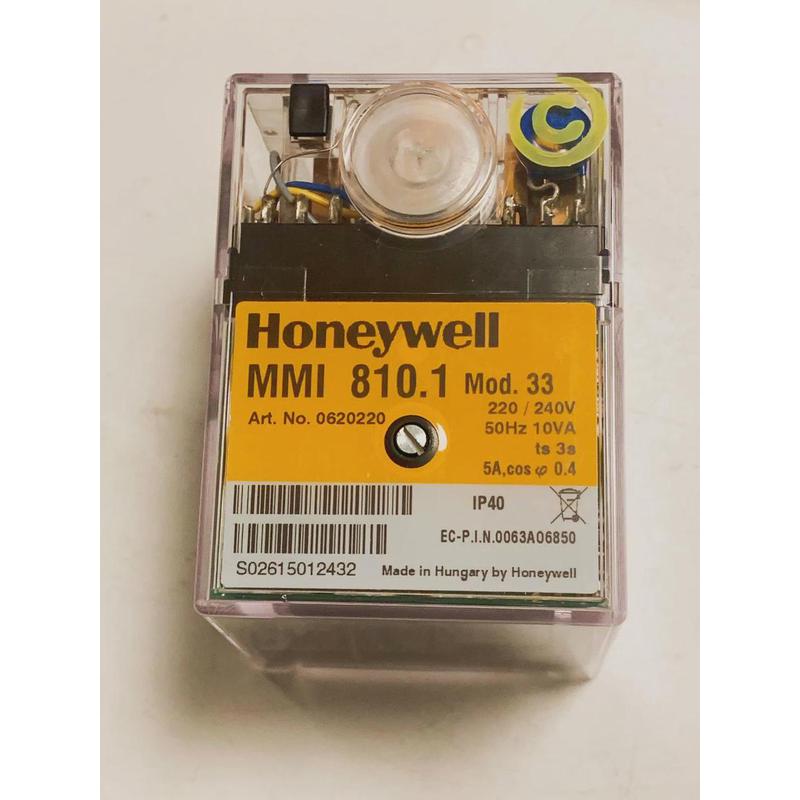 Honeywell
MMI 810.1 Mod. 33
Art. No. 0620220
220 / 240V
50Hz 10VA
ts 3s
5A,cos φ 0.4
IP40
EC-P.I.N.0063AO6850
S02615012432
Made in Hungary by Honeywell